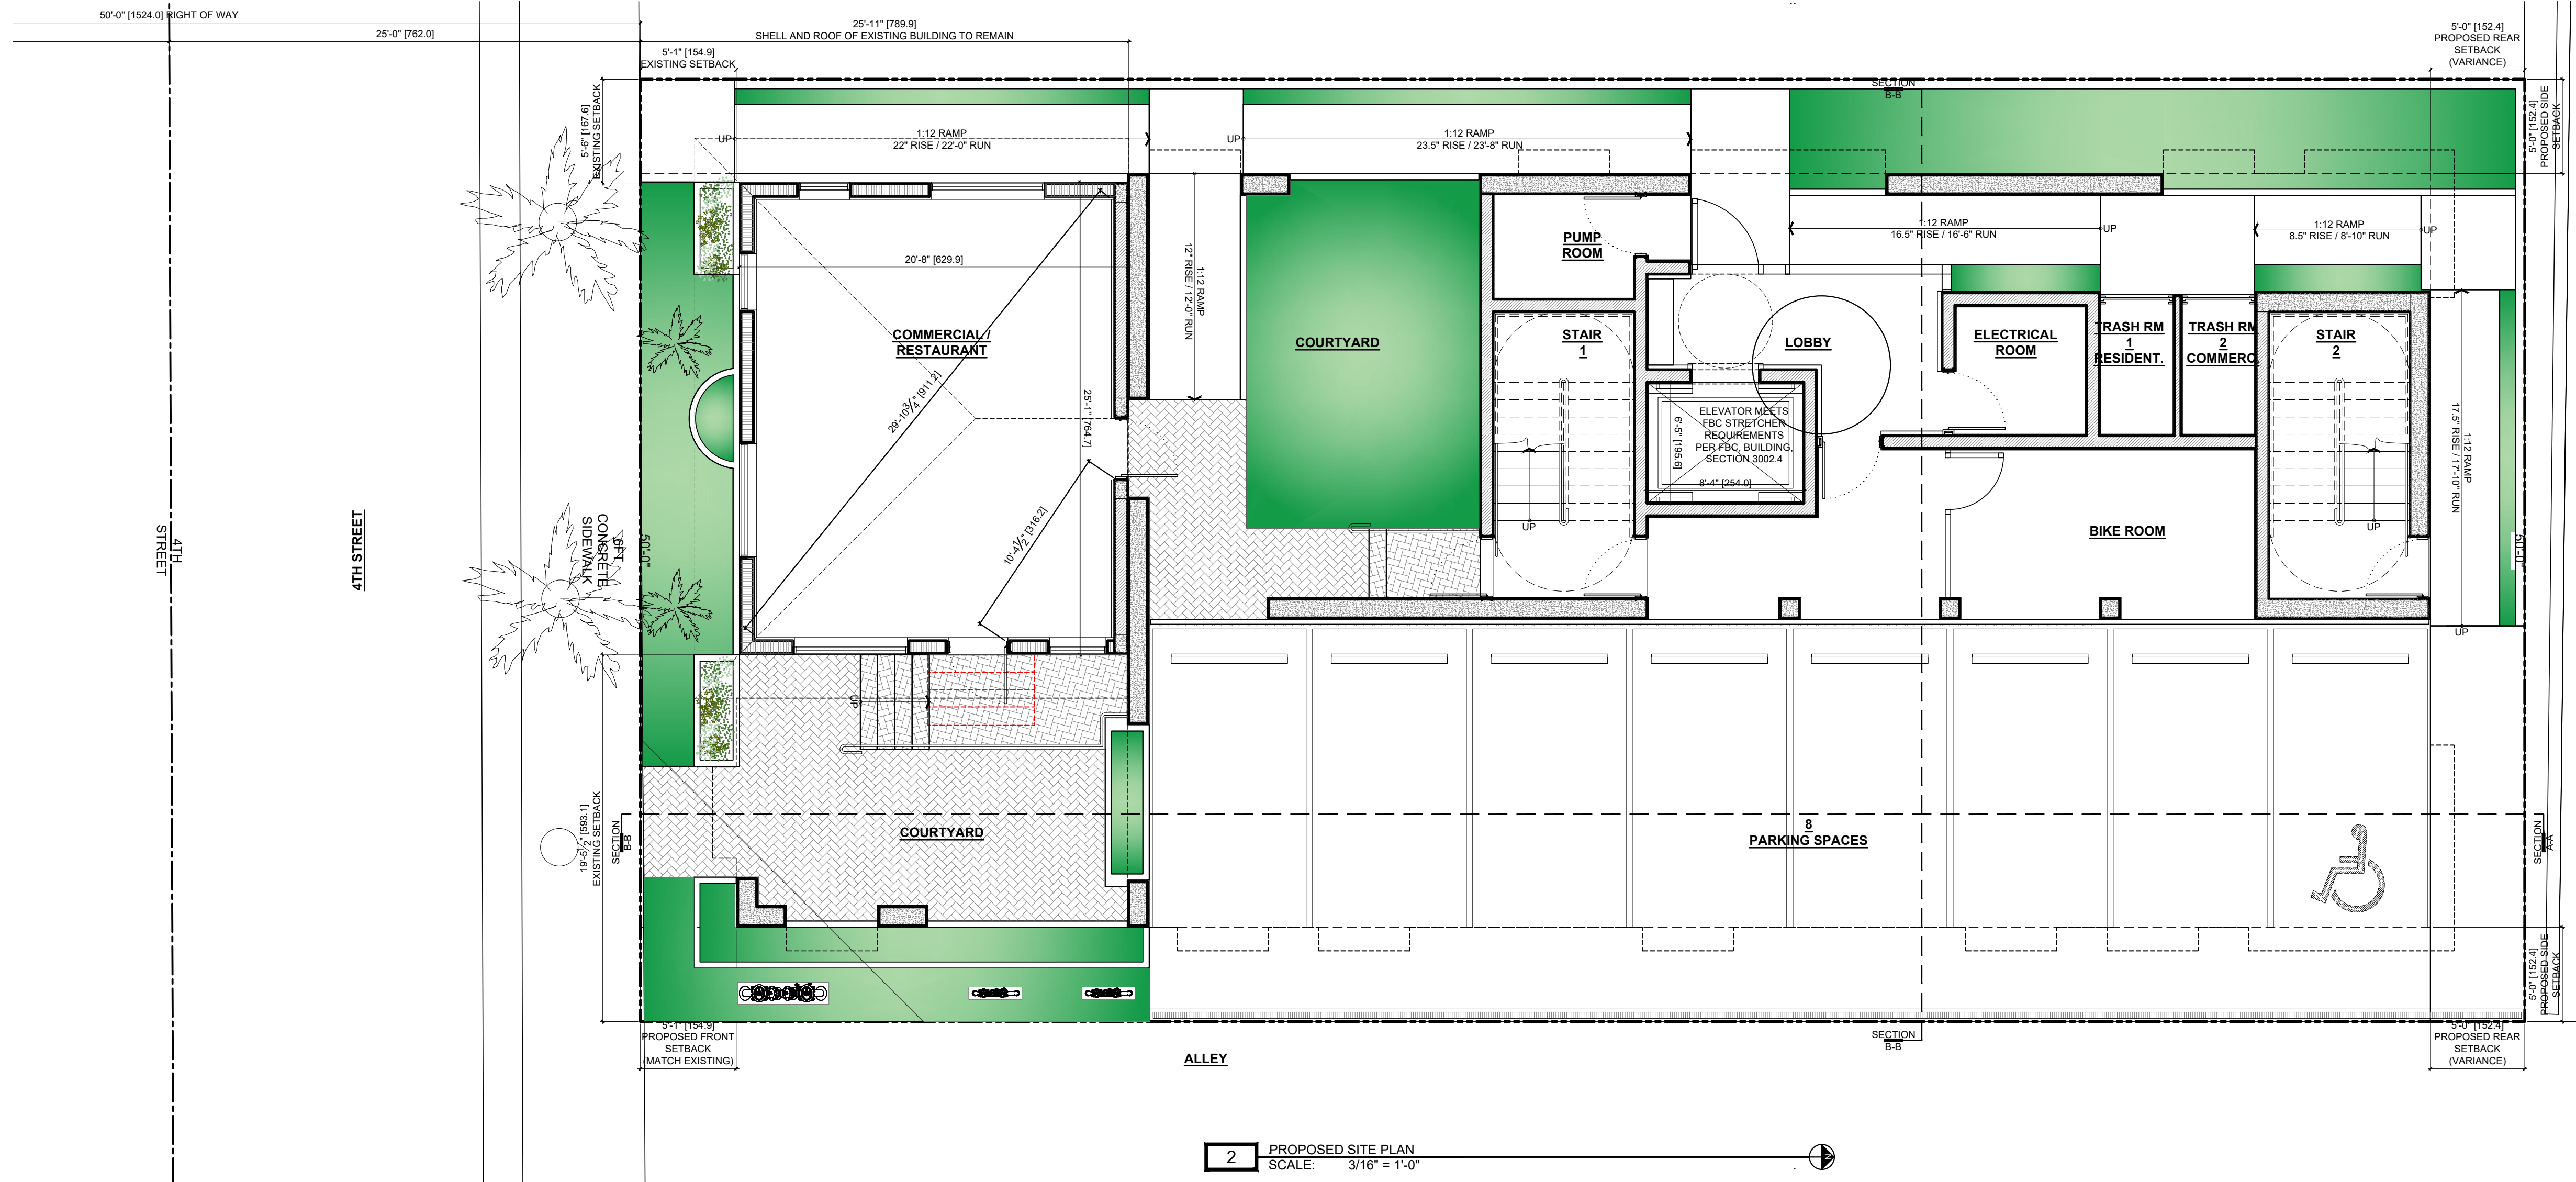 50'-0" [1524.0] RIGHT OF WAY
25'-0" [762.0]
25'-11" [789.9]
SHELL AND ROOF OF EXISTING BUILDING TO REMAIN
5'-1" [154.9]
EXISTING SETBACK
5'-0" [152.4]
PROPOSED REAR
SETBACK
(VARIANCE)
5'-6" [167.6]
EXISTING SETBACK
SECTION
B-B
5'-0" [152.4]
PROPOSED SIDE
SETBACK
UP
1:12 RAMP
22" RISE / 22'-0" RUN
UP
1:12 RAMP
23.5" RISE / 23'-8" RUN
1:12 RAMP
16.5" RISE / 16'-6" RUN
UP
1:12 RAMP
8.5" RISE / 8'-10" RUN
UP
PUMP
ROOM
20'-8" [629.9]
1:12 RAMP
12" RISE / 12'-0" RUN
COMMERCIAL /
RESTAURANT
COURTYARD
STAIR
1
LOBBY
ELECTRICAL
ROOM
TRASH RM
1
RESIDENT.
TRASH RM
2
COMMERC.
STAIR
2
29'-10 3/4" [911.2]
25'-1" [764.7]
ELEVATOR MEETS
FBC STRETCHER
REQUIREMENTS
PER FBC, BUILDING,
SECTION 3002.4
6'-5" [195.6]
8'-4" [254.0]
1:12 RAMP
17.5" RISE / 17'-10" RUN
UP
UP
UP
BIKE ROOM
10'-4 1/2" [316.2]
4TH
STREET
4TH STREET
6FT
CONCRETE
SIDEWALK
50'-0"
50'-0"
UP
19'-5 1/2" [593.1]
EXISTING SETBACK
SECTION
B-B
COURTYARD
8
PARKING SPACES
SECTION
A-A
5'-0" [152.4]
PROPOSED SIDE
SETBACK
5'-1" [154.9]
PROPOSED FRONT
SETBACK
(MATCH EXISTING)
SECTION
B-B
5'-0" [152.4]
PROPOSED REAR
SETBACK
(VARIANCE)
ALLEY
2
PROPOSED SITE PLAN
SCALE: 3/16" = 1'-0"